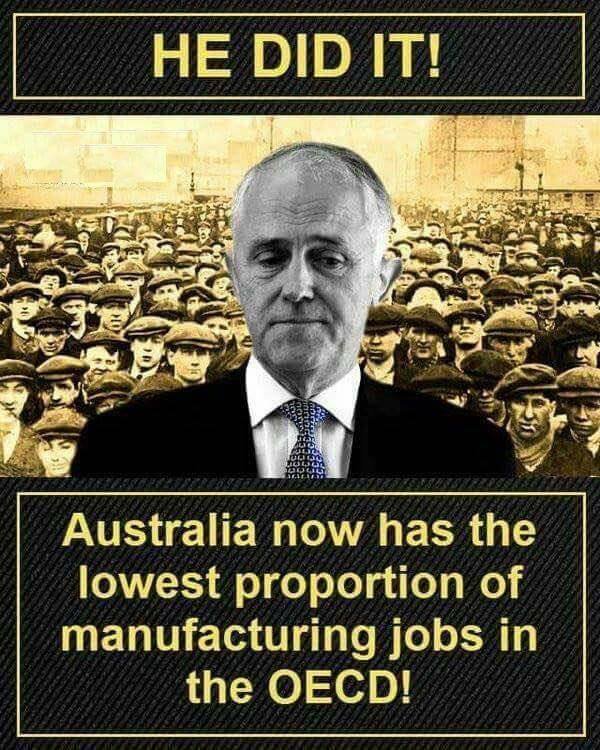 HE DID IT!
Australia now has the
lowest proportion of
manufacturing jobs in
the OECD!